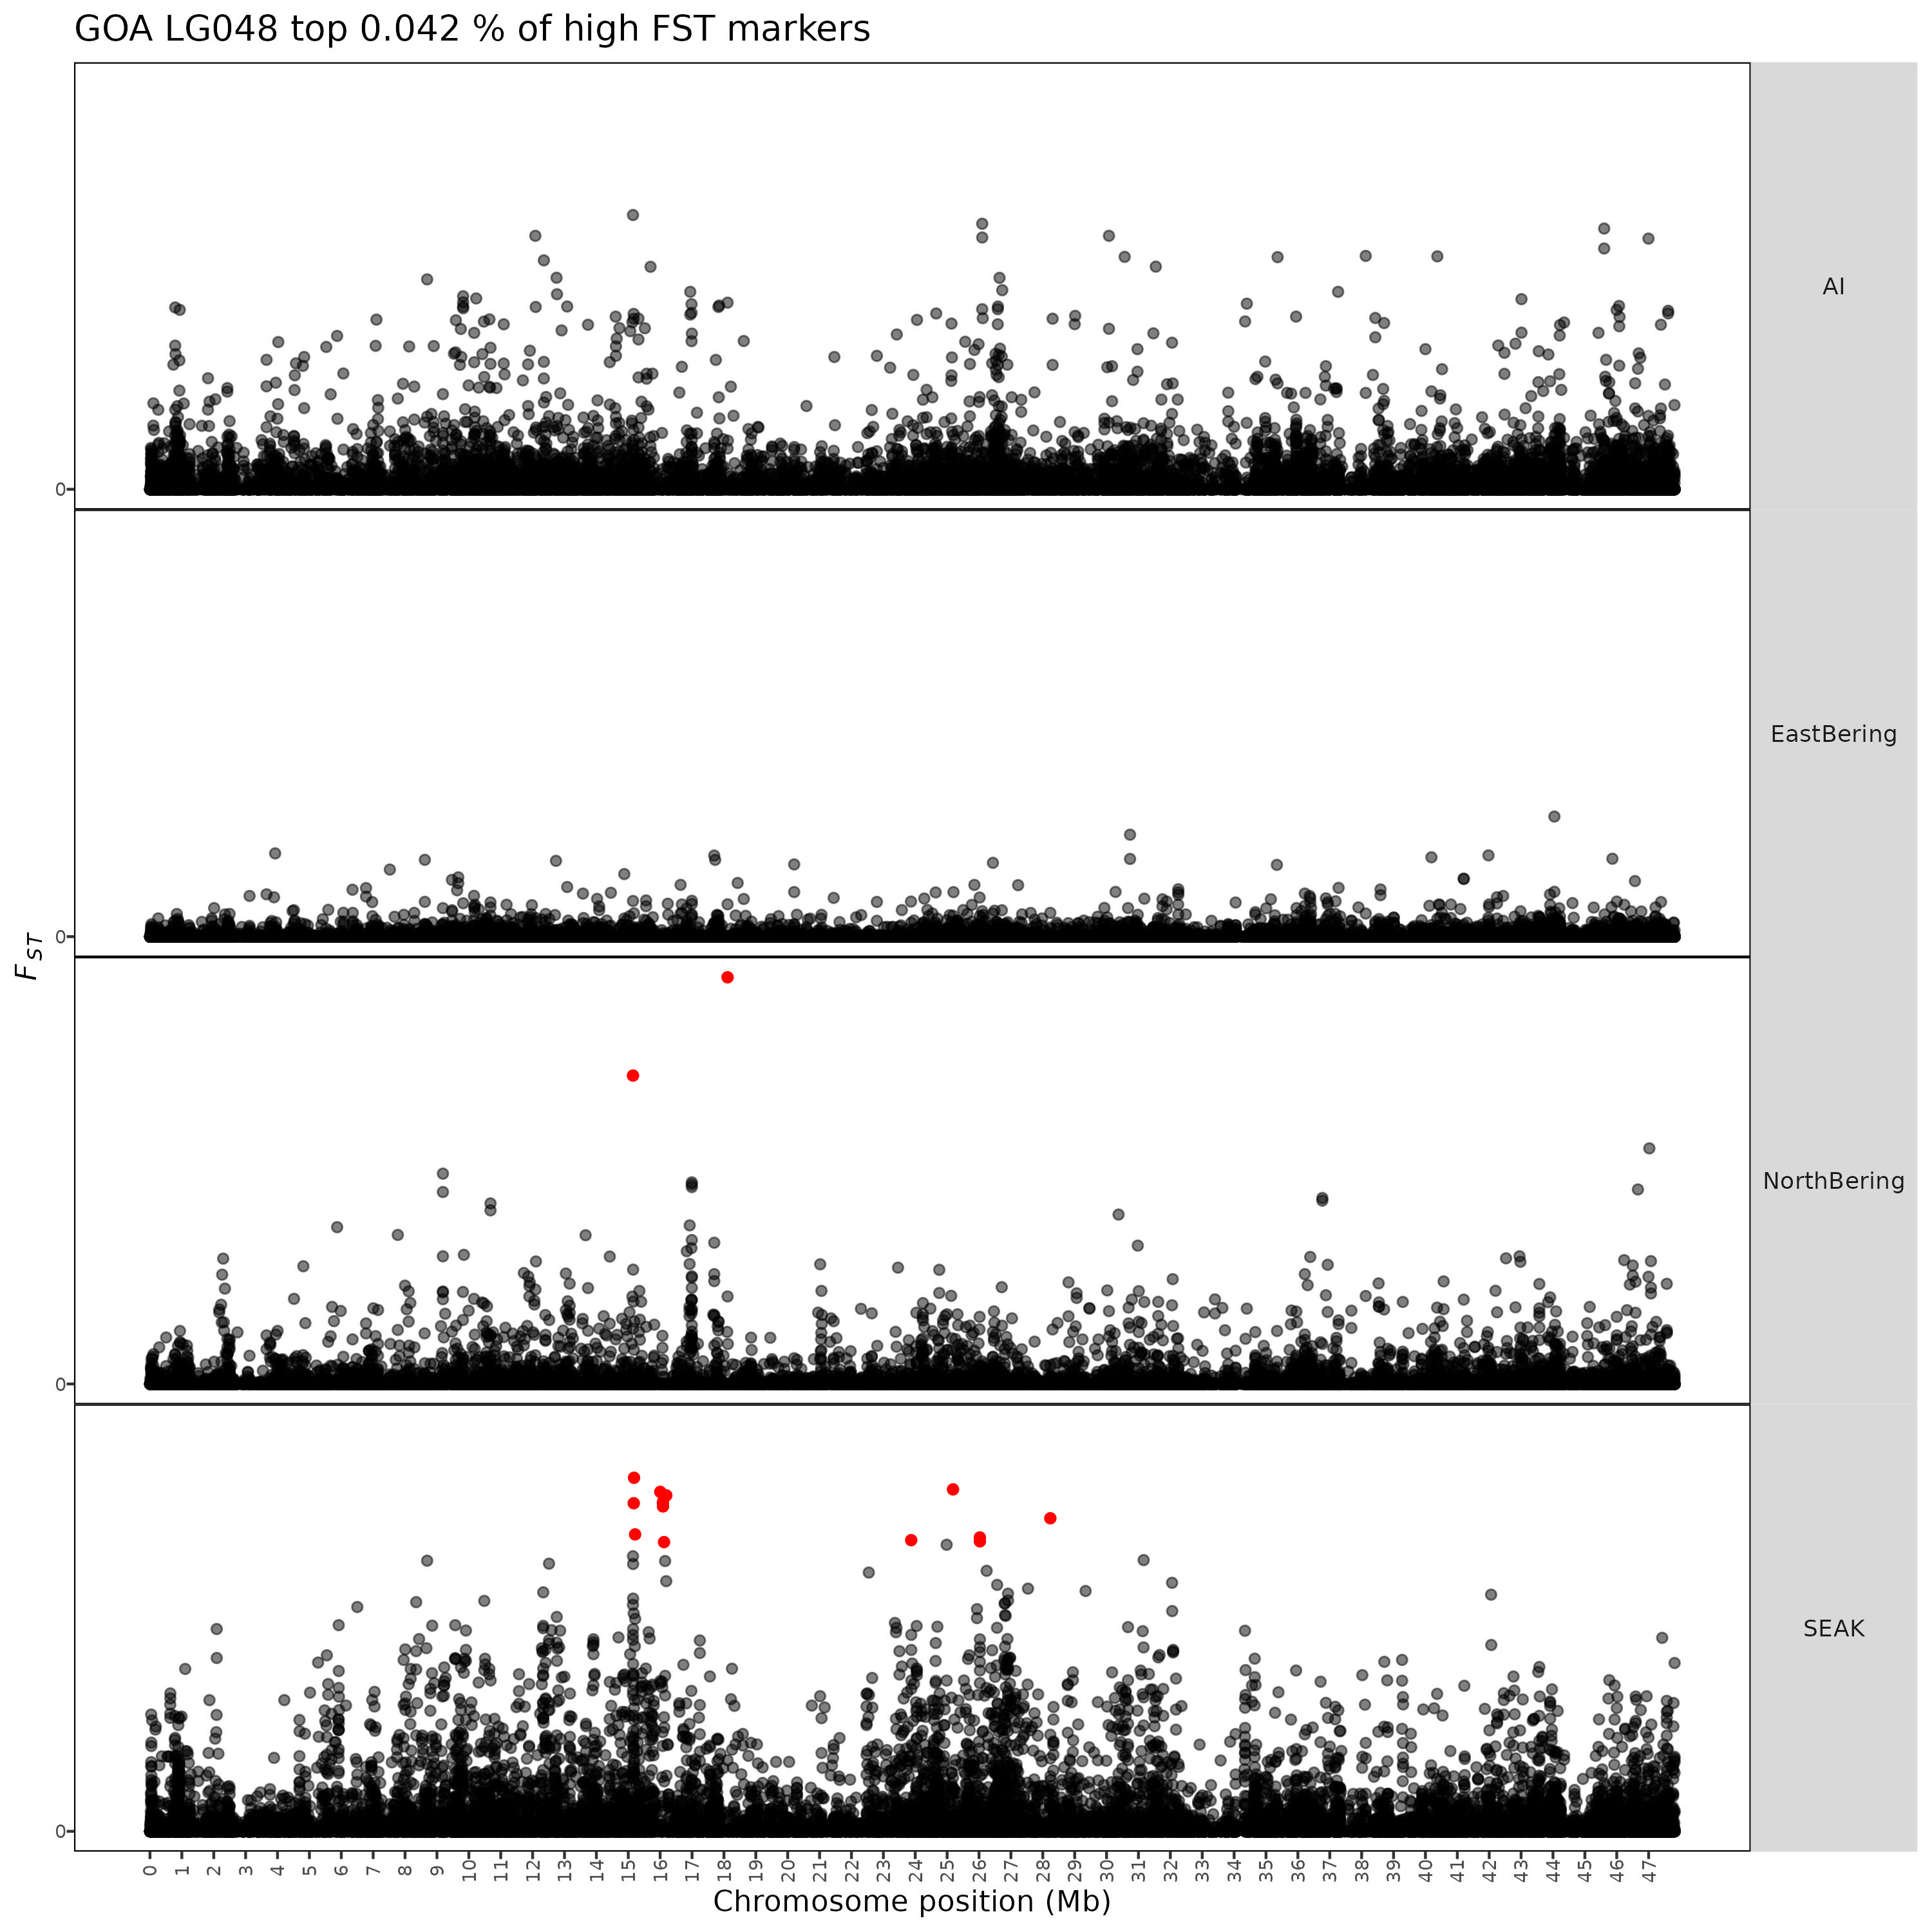 GOA LG048 top 0.042 % of high FST markers
0
AI
0
EastBering
FST
0
NorthBering
0
SEAK
0 1 2 3 4 5 6 7 8 9 10 11 12 13 14 15 16 17 18 19 20 21 22 23 24 25 26 27 28 29 30 31 32 33 34 35 36 37 38 39 40 41 42 43 44 45 46 47
Chromosome position (Mb)